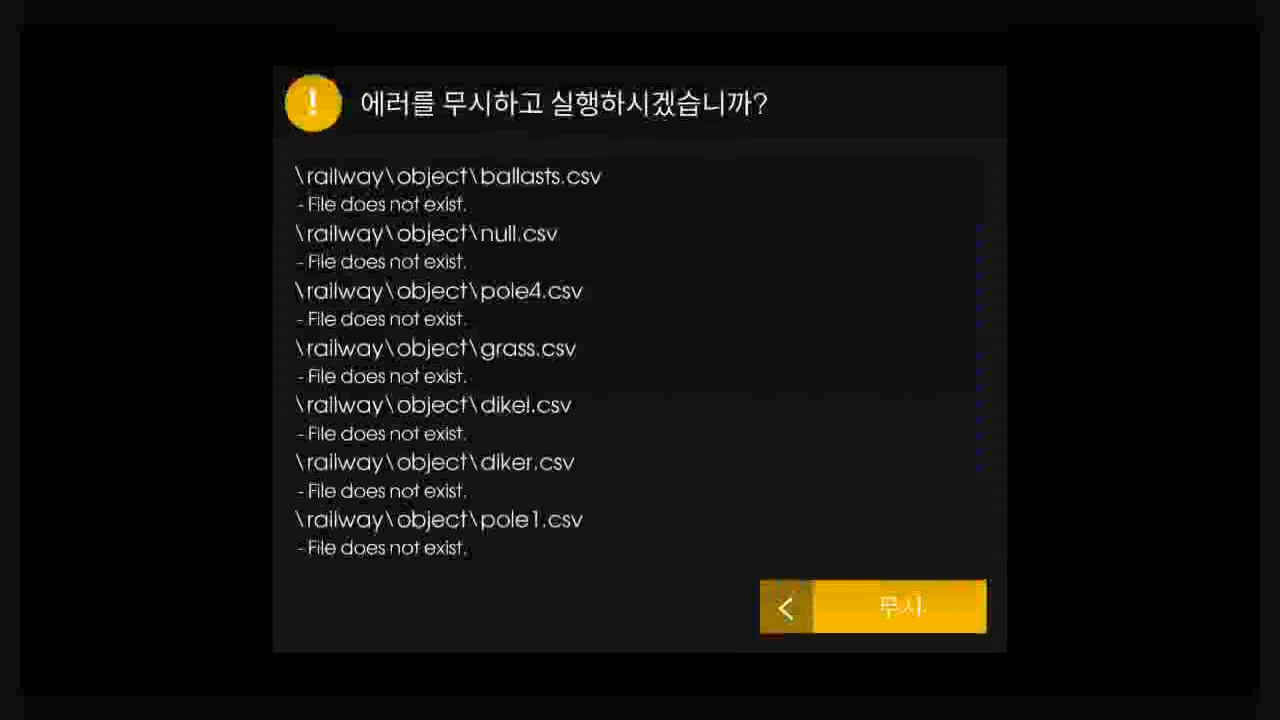 에러를 무시하고 실행하시겠습니까?
\railway\object\ballasts.csv
- File does not exist.
\railway\object\null.csv
- File does not exist.
\railway\object\pole4.csv
- File does not exist.
\railway\object\grass.csv
- File does not exist.
\railway\object\dikel.csv
- File does not exist.
\railway\object\diker.csv
- File does not exist.
\railway\object\pole1.csv
- File does not exist.
무시